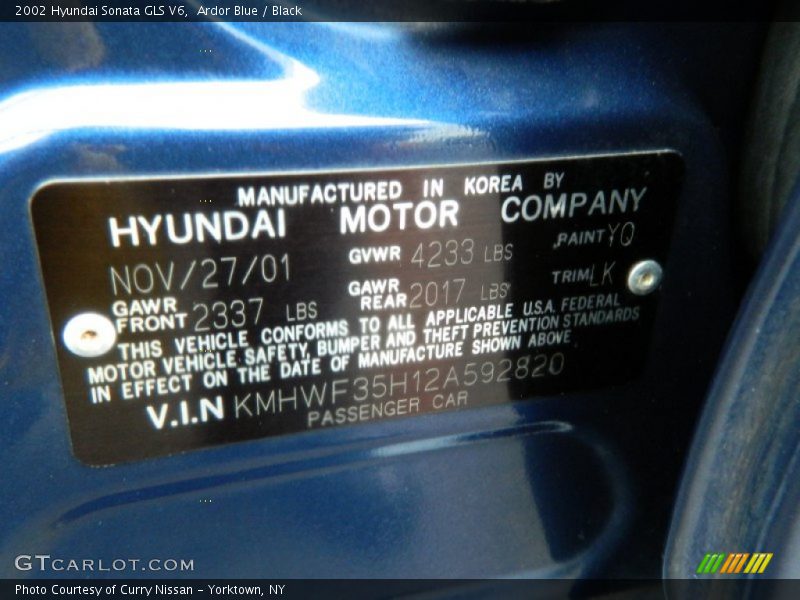 2002 Hyundai Sonata GLS V6, Ardor Blue / Black
MANUFACTURED IN KOREA BY
HYUNDAI MOTOR COMPANY
NOV/27/01 GVWR 4233 LBS PAINT YQ
GAWR FRONT 2337 LBS GAWR REAR 2017 LBS TRIM LK
THIS VEHICLE CONFORMS TO ALL APPLICABLE U.S.A. FEDERAL
MOTOR VEHICLE SAFETY, BUMPER AND THEFT PREVENTION STANDARDS
IN EFFECT ON THE DATE OF MANUFACTURE SHOWN ABOVE
V.I.N KMHWF35H12A592820
PASSENGER CAR
GTCARLOT.COM
Photo Courtesy of Curry Nissan - Yorktown, NY